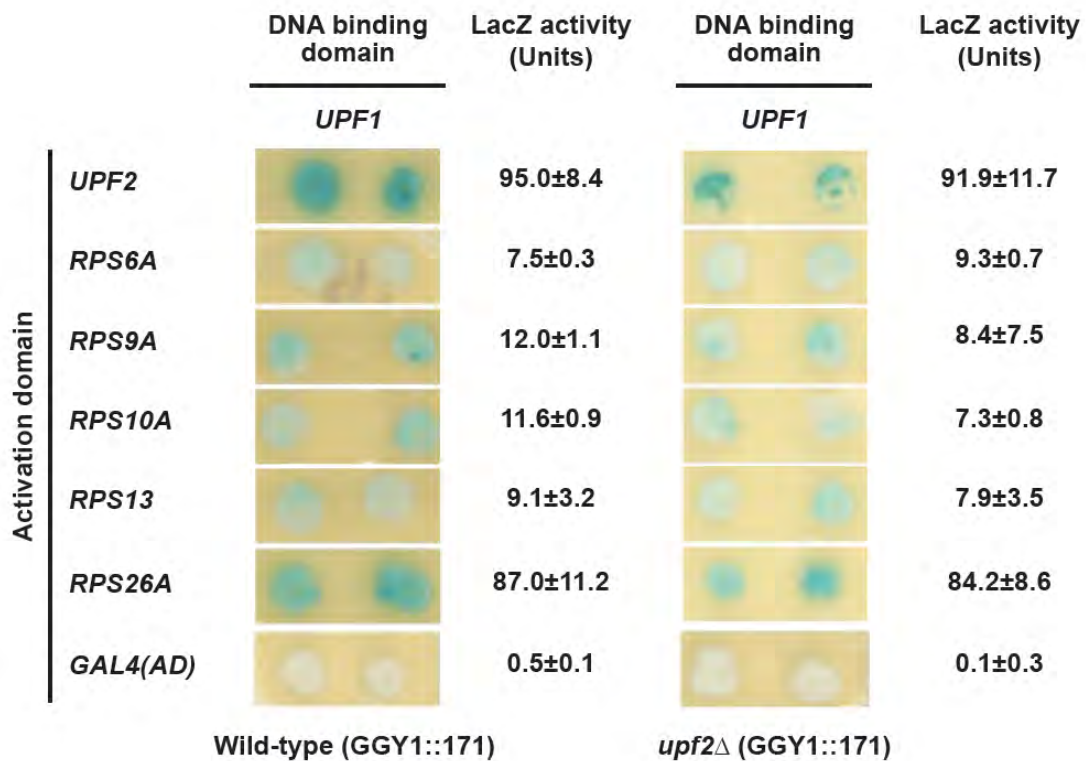 DNA binding domain LacZ activity (Units) DNA binding domain LacZ activity (Units)
UPF1 UPF1
Activation domain
UPF2 95.0±8.4 91.9±11.7
RPS6A 7.5±0.3 9.3±0.7
RPS9A 12.0±1.1 8.4±7.5
RPS10A 11.6±0.9 7.3±0.8
RPS13 9.1±3.2 7.9±3.5
RPS26A 87.0±11.2 84.2±8.6
GAL4(AD) 0.5±0.1 0.1±0.3
Wild-type (GGY1::171) upf2∆ (GGY1::171)